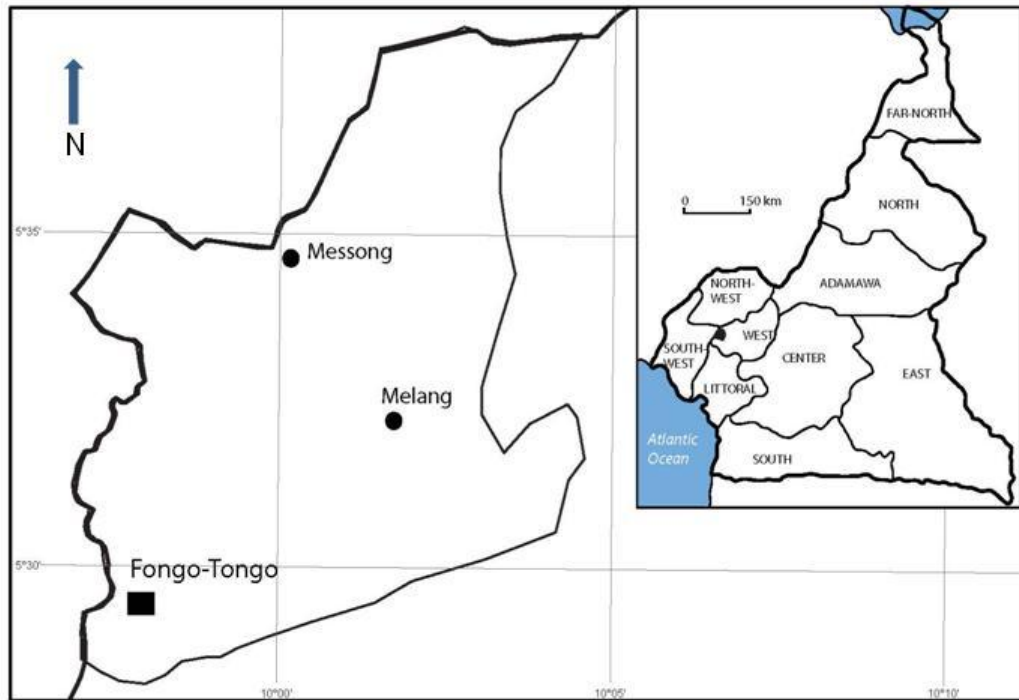 N
5°35'
Messong
Melang
5°30'
Fongo-Tongo
10°00'
10°05'
10°10'
0 150 km
FAR-NORTH
NORTH
ADAMAWA
NORTH-
WEST
WEST
SOUTH-
WEST
CENTER
EAST
LITTORAL
Atlantic
Ocean
SOUTH